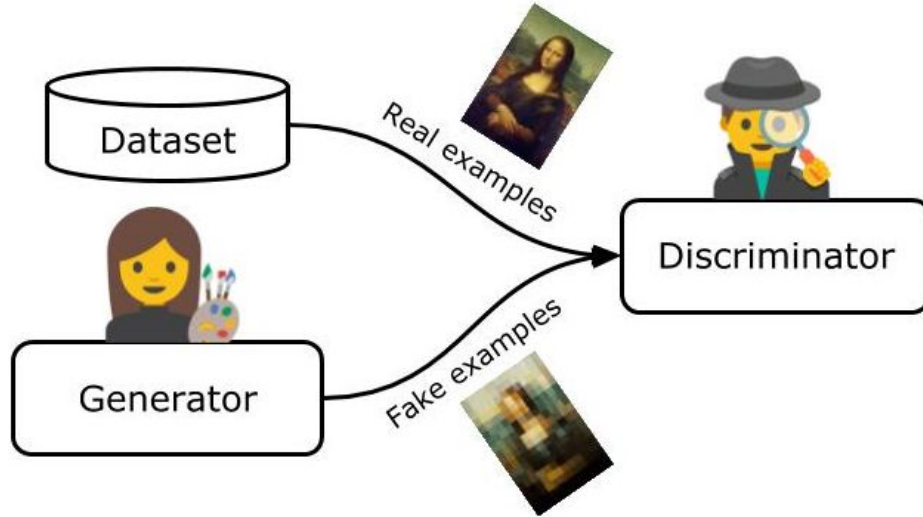 Dataset
Real examples
Discriminator
Generator
Fake examples